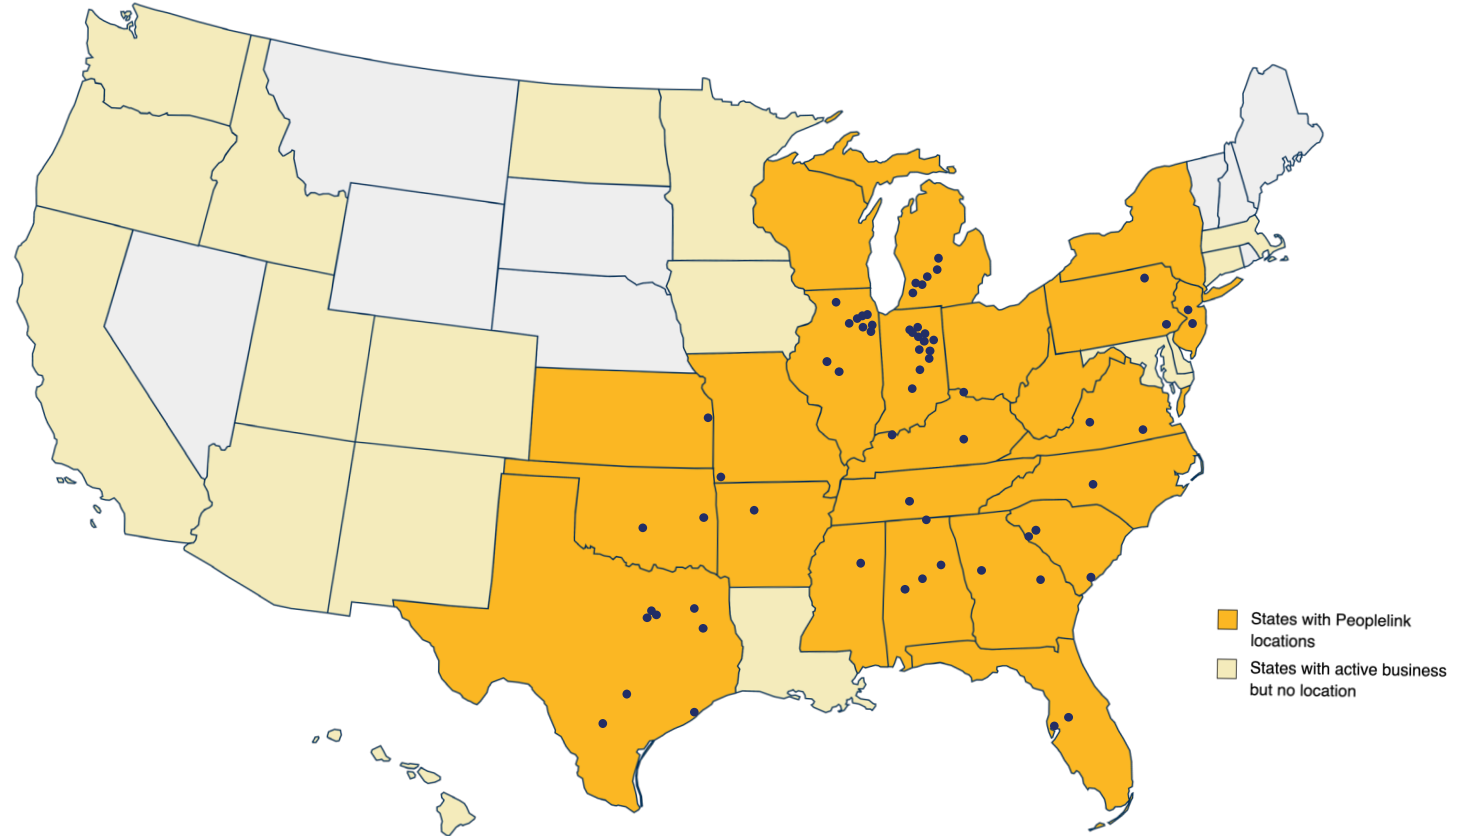 States with Peoplelink
locations
States with active business
but no location